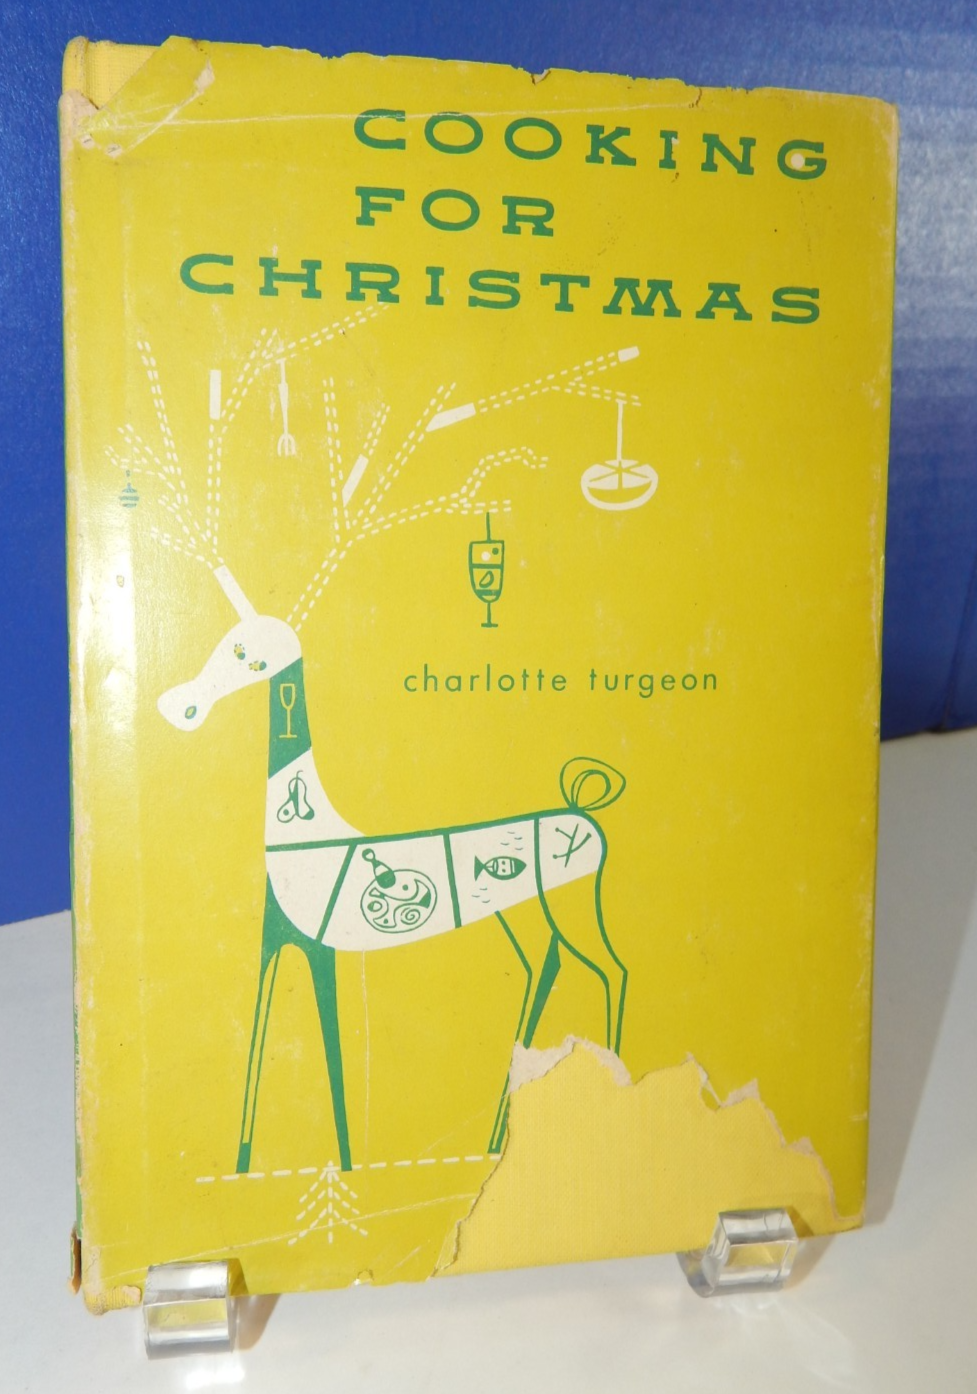 COOKING
FOR
CHRISTMAS
charlotte turgeon